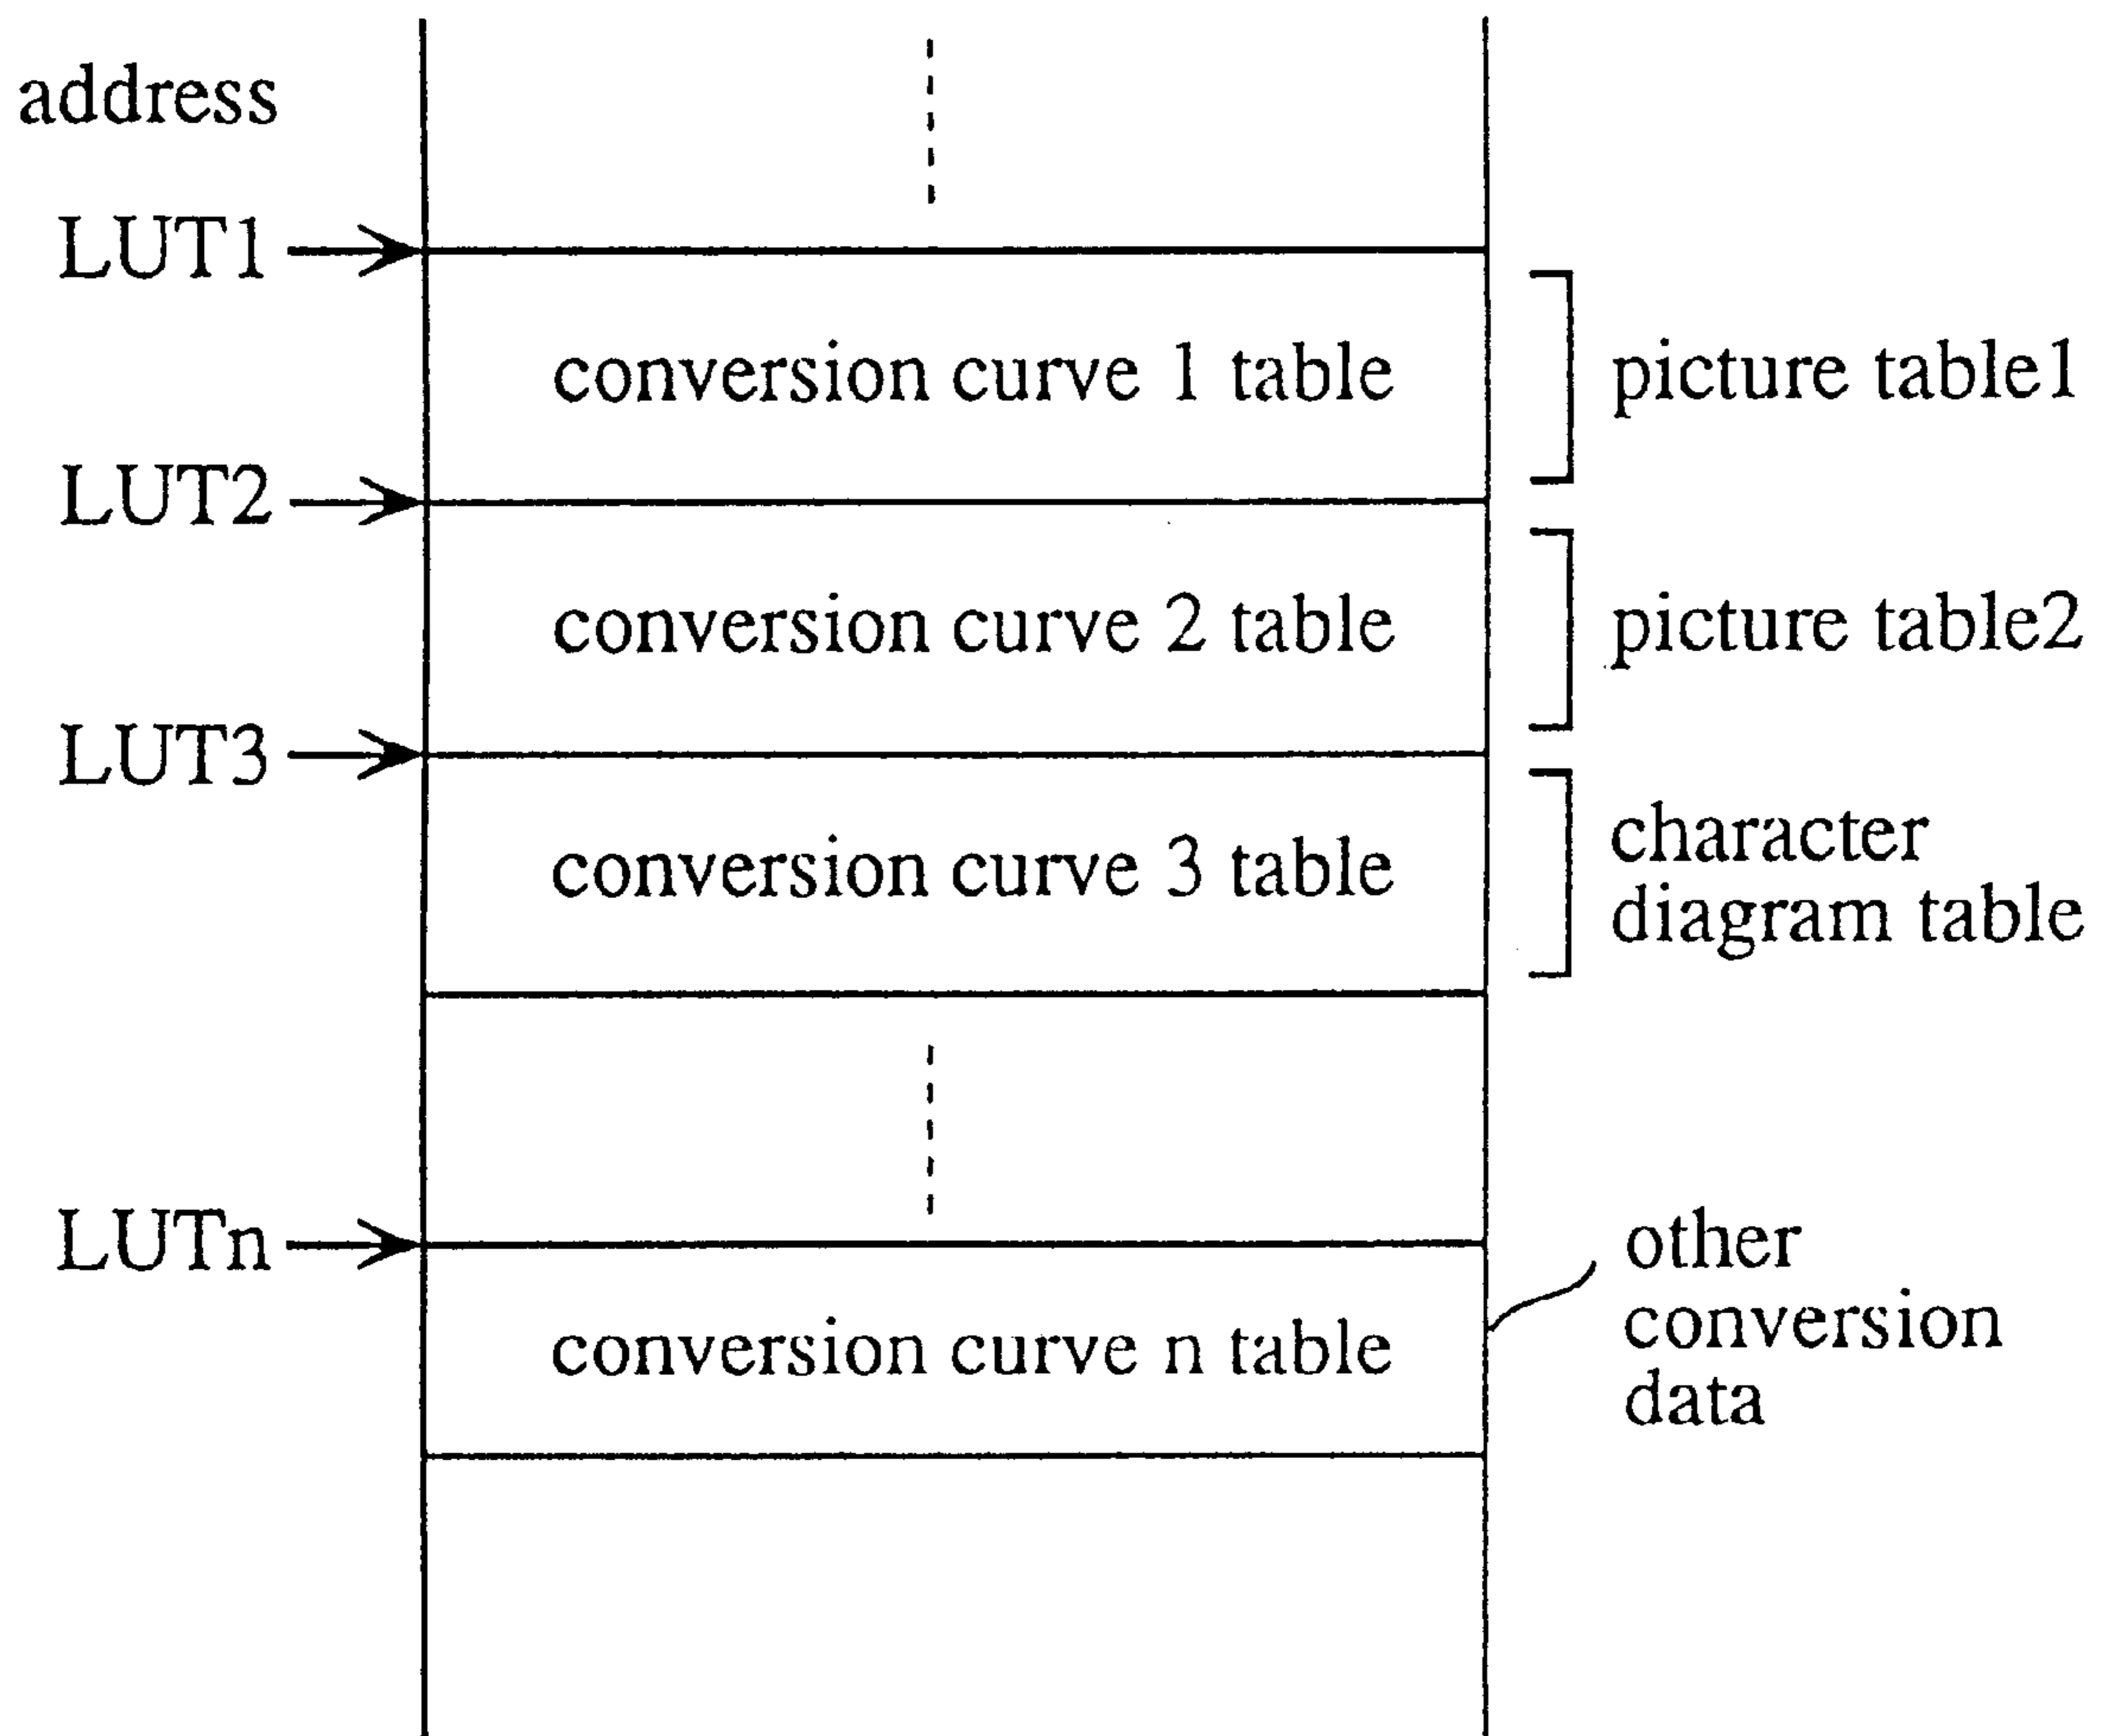 address
LUT1
conversion curve 1 table
picture table1
LUT2
conversion curve 2 table
picture table2
LUT3
conversion curve 3 table
character
diagram table
LUTn
conversion curve n table
other
conversion
data